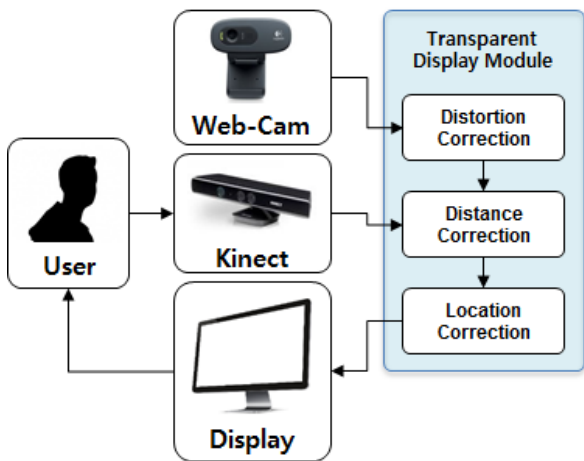 Transparent
Display Module
Web-Cam
Distortion
Correction
User
Kinect
Distance
Correction
Location
Correction
Display